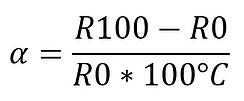 α = (R100 − R0) / (R0 * 100°C)